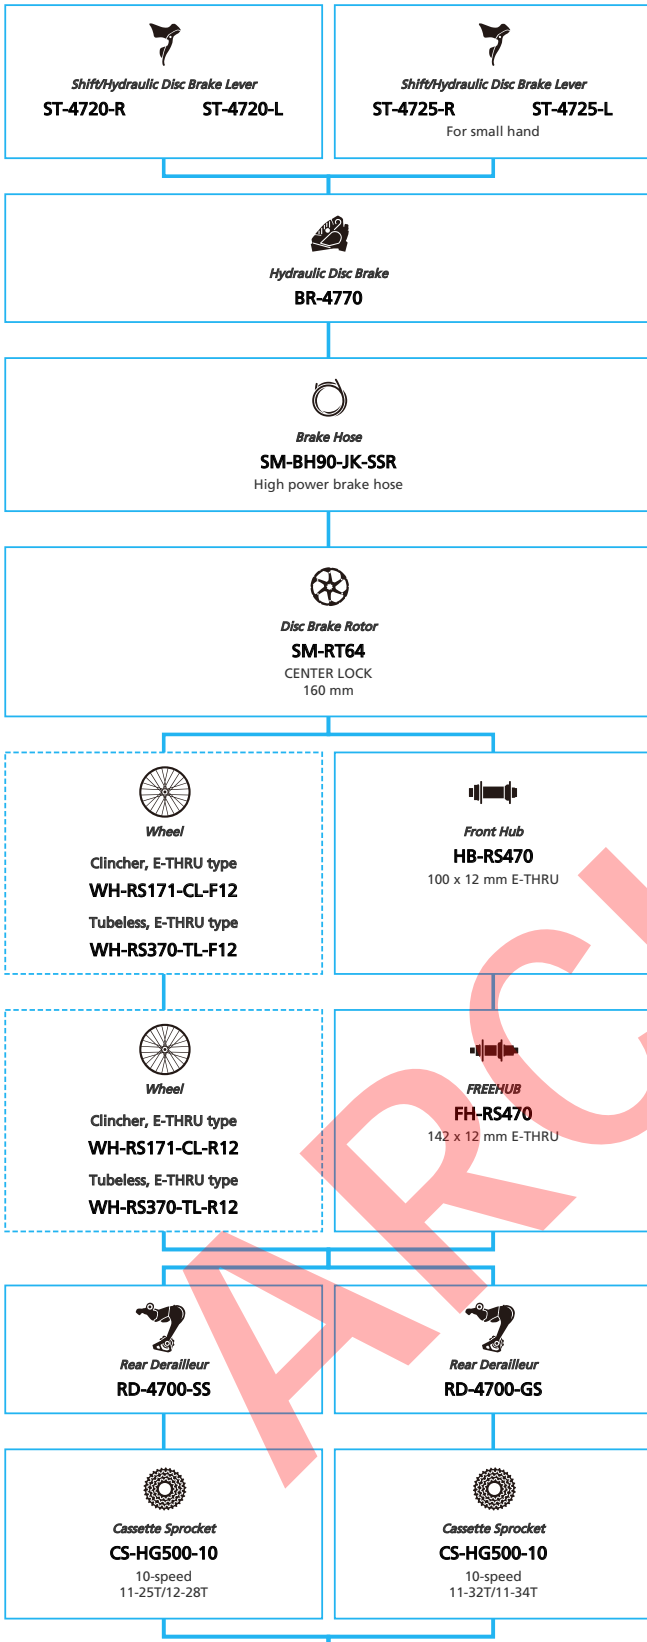 Shift/Hydraulic Disc Brake Lever
ST-4720-R ST-4720-L
Shift/Hydraulic Disc Brake Lever
ST-4725-R ST-4725-L
For small hand
Hydraulic Disc Brake
BR-4770
Brake Hose
SM-BH90-JK-SSR
High power brake hose
Disc Brake Rotor
SM-RT64
CENTER LOCK
160 mm
Wheel
Clincher, E-THRU type
WH-RS171-CL-F12
Tubeless, E-THRU type
WH-RS370-TL-F12
Front Hub
HB-RS470
100 x 12 mm E-THRU
Wheel
Clincher, E-THRU type
WH-RS171-CL-R12
Tubeless, E-THRU type
WH-RS370-TL-R12
FREEHUB
FH-RS470
142 x 12 mm E-THRU
Rear Derailleur
RD-4700-SS
Rear Derailleur
RD-4700-GS
Cassette Sprocket
CS-HG500-10
10-speed
11-25T/12-28T
Cassette Sprocket
CS-HG500-10
10-speed
11-32T/11-34T